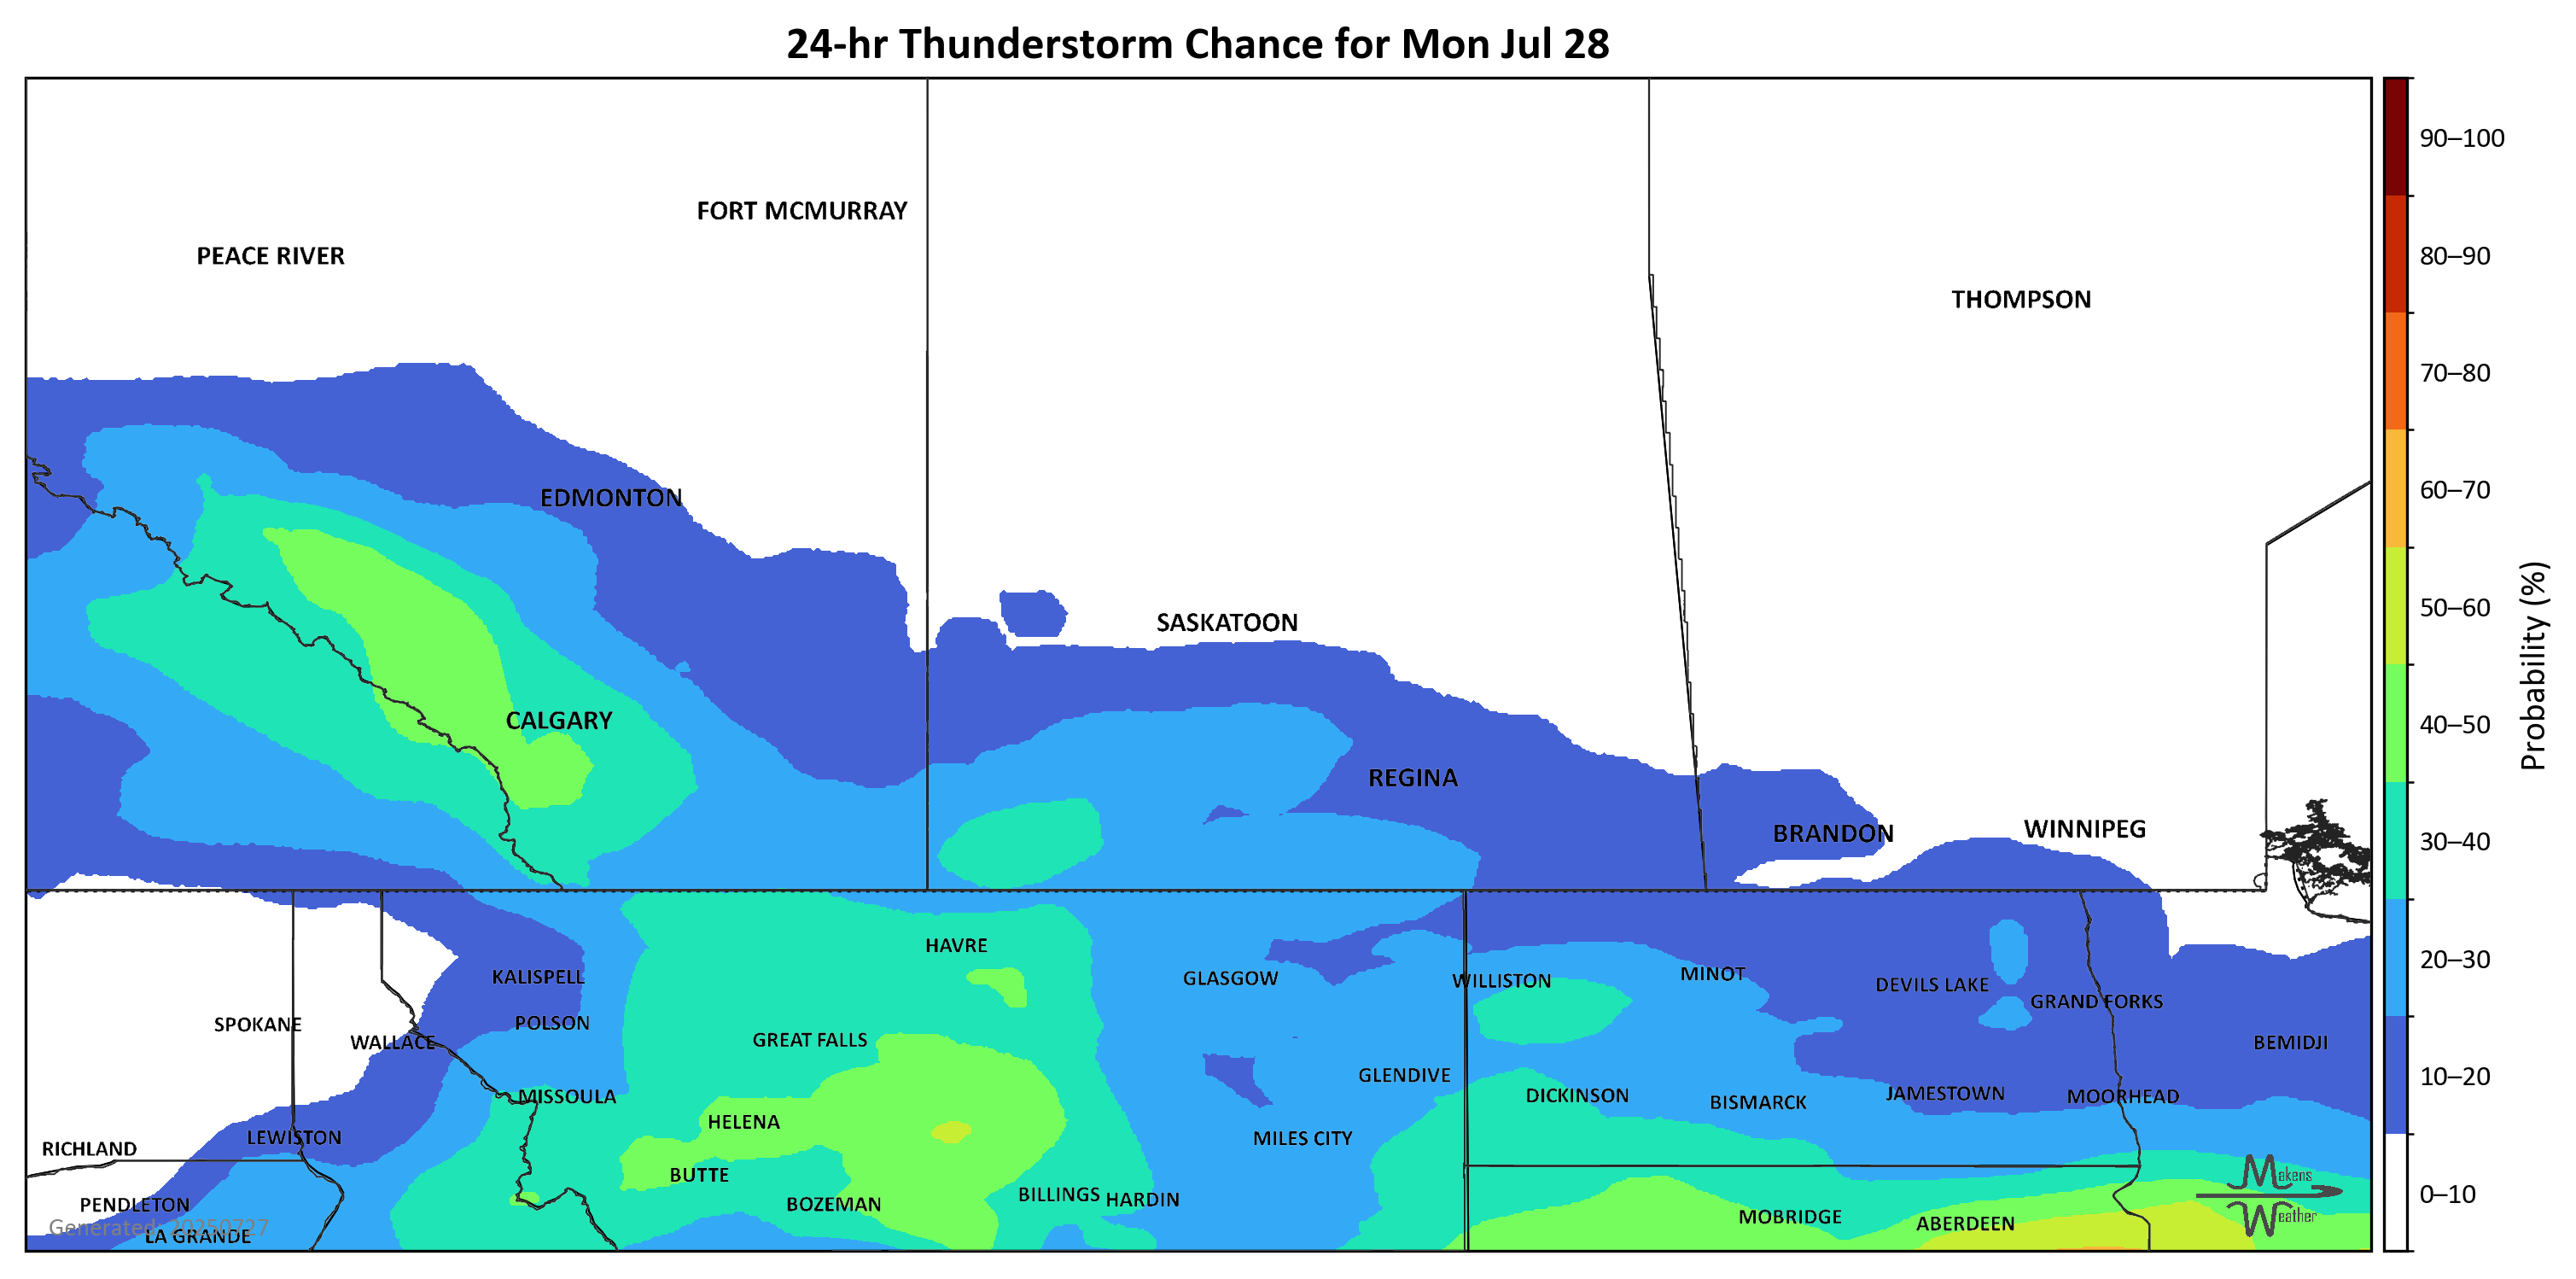 24-hr Thunderstorm Chance for Mon Jul 28
90–100
FORT MCMURRAY
PEACE RIVER
80–90
THOMPSON
70–80
60–70
EDMONTON
50–60
SASKATOON
Probability (%)
CALGARY
40–50
REGINA
BRANDON
WINNIPEG
30–40
HAVRE
20–30
KALISPELL
GLASGOW
WILLISTON
MINOT
DEVILS LAKE
GRAND FORKS
SPOKANE
POLSON
WALLACE
GREAT FALLS
BEMIDJI
GLENDIVE
10–20
MISSOULA
DICKINSON
BISMARCK
JAMESTOWN
MOORHEAD
HELENA
LEWISTON
MILES CITY
RICHLAND
BUTTE
Makens
Weather
BILLINGS
HARDIN
0–10
PENDLETON
BOZEMAN
MOBRIDGE
ABERDEEN
Generated: 20250727
LA GRANDE